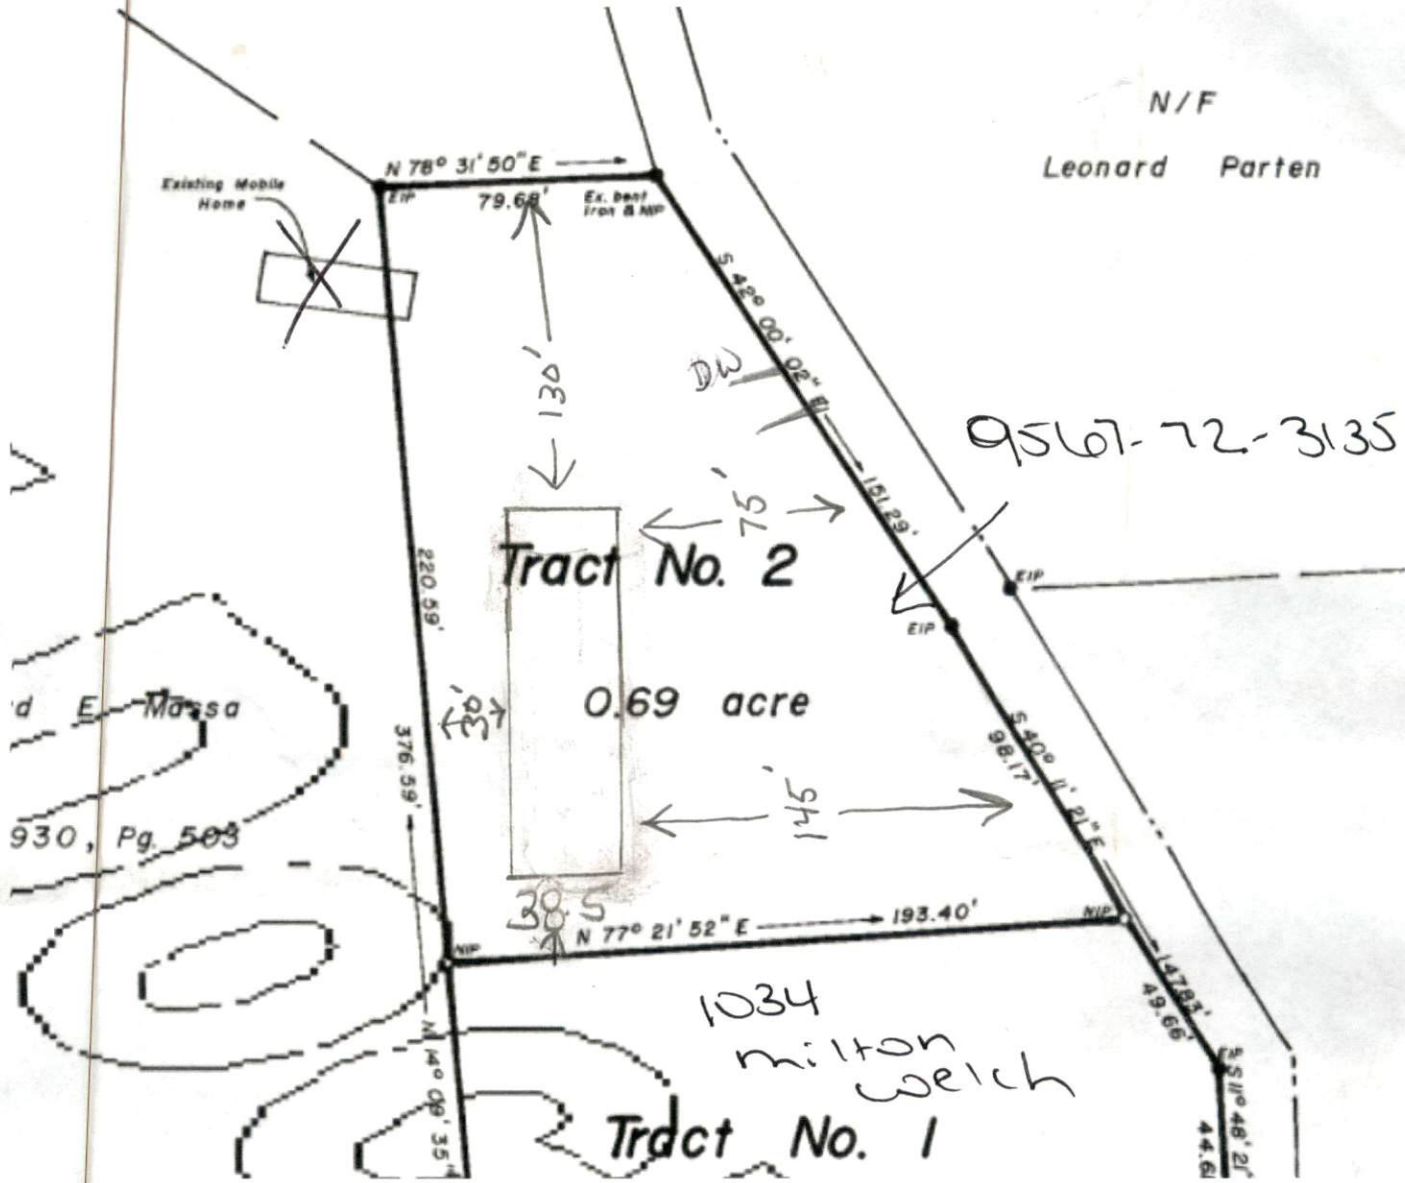 N/F
Leonard Parten
N 78° 31' 50" E
79.68'
EIP
Ex. bent
Iron & NIP
Existing Mobile
Home
130'
S 42° 00' 02" E
151.29'
DW
9567-72-3135
75'
Tract No. 2
EIP
EIP
220.59'
0.69 acre
30'
d E. Massa
376.59'
S 40° 11' 21" E
98.17'
145'
930, Pg. 503
38.5
N 77° 21' 52" E
193.40'
NIP
NIP
147.83'
49.66'
1034
milton
welch
EIP
N 14° 09' 35"
S 11° 48' 21"
44.61
Tract No. 1